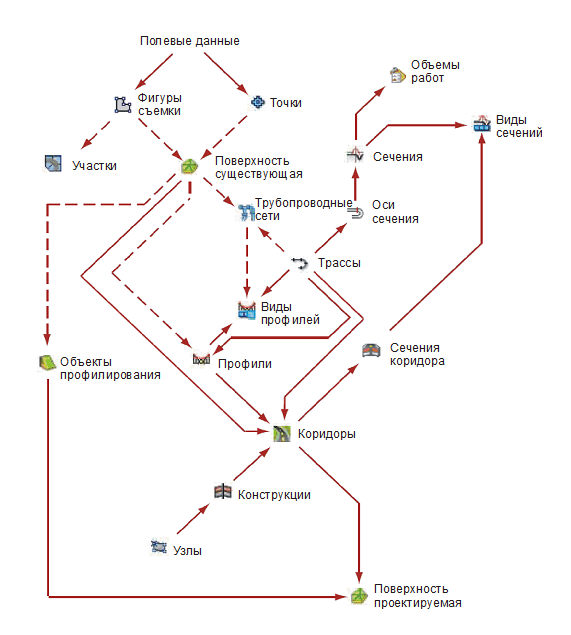 Полевые данные
Объемы
работ
Фигуры
съемки
Точки
Виды
сечений
Участки
Поверхность
существующая
Сечения
Трубопроводные
сети
Оси
сечения
Трассы
Виды
профилей
Объекты
профилирования
Профили
Сечения
коридора
Коридоры
Конструкции
Узлы
Поверхность
проектируемая